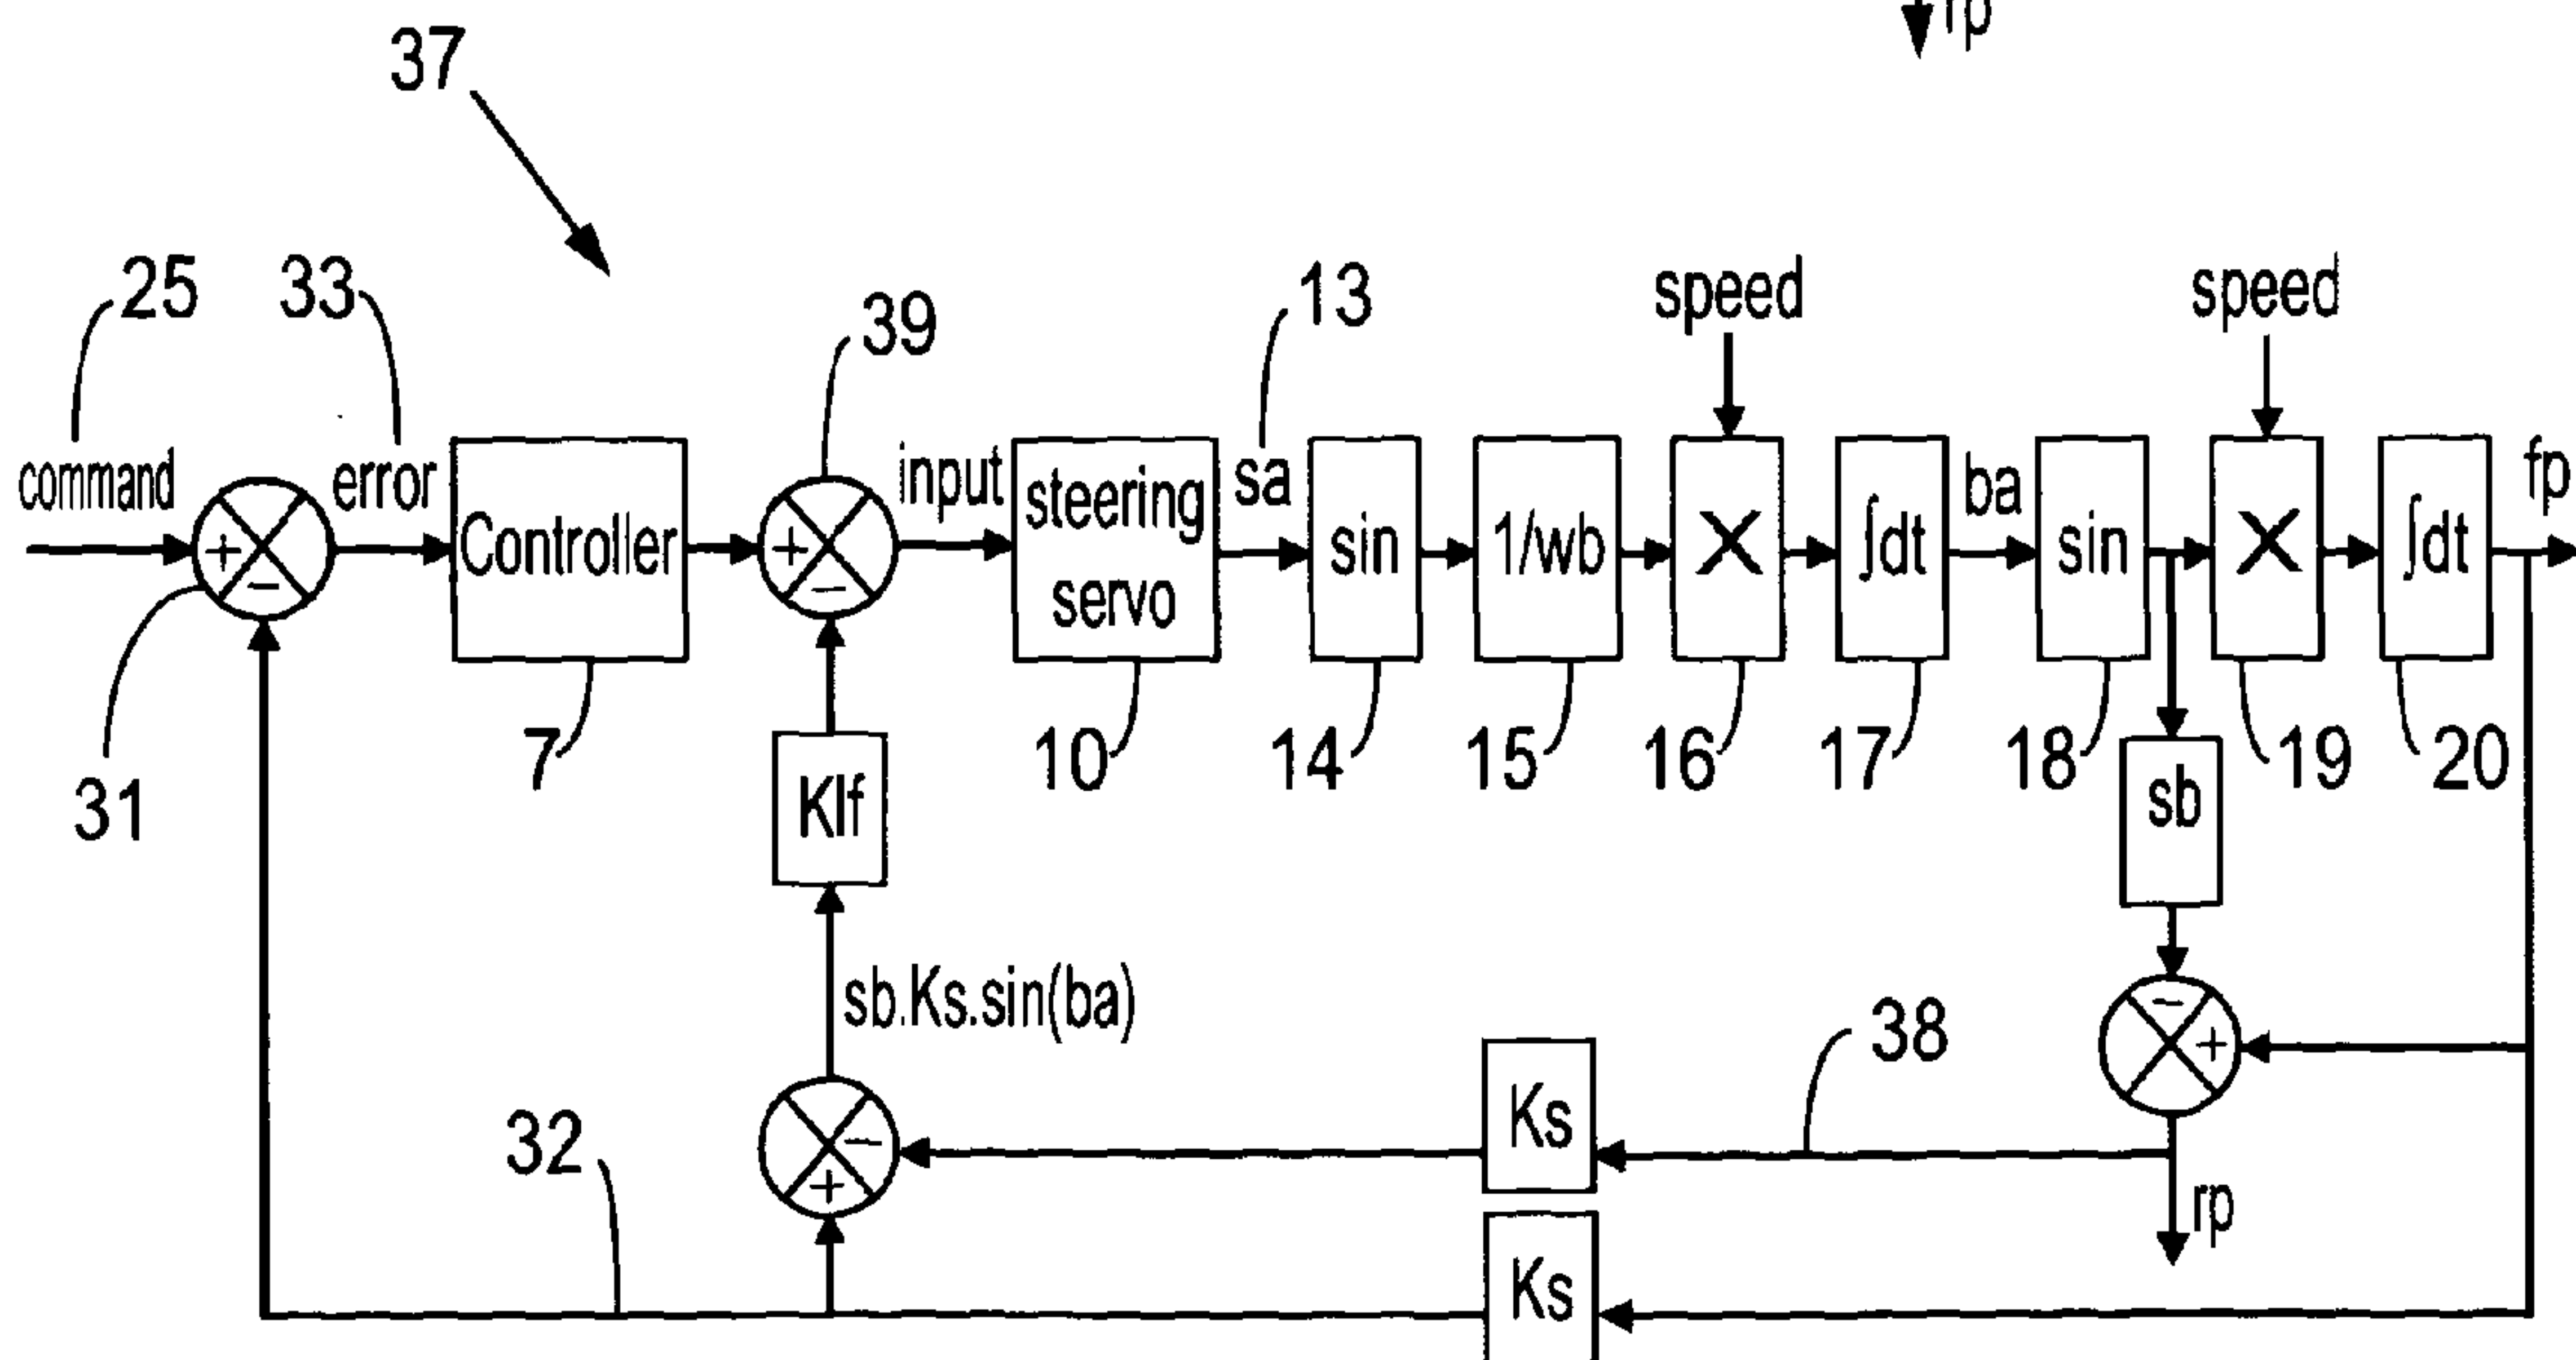 rp
37
25
33
39
13
speed
speed
command
error
input
sa
ba
fp
+
−
Controller
+
−
steering
servo
sin
1/wb
X
∫dt
sin
X
∫dt
31
7
10
14
15
16
17
18
19
20
Klf
sb
sb.Ks.sin(ba)
38
−
+
Ks
32
−
+
rp
Ks